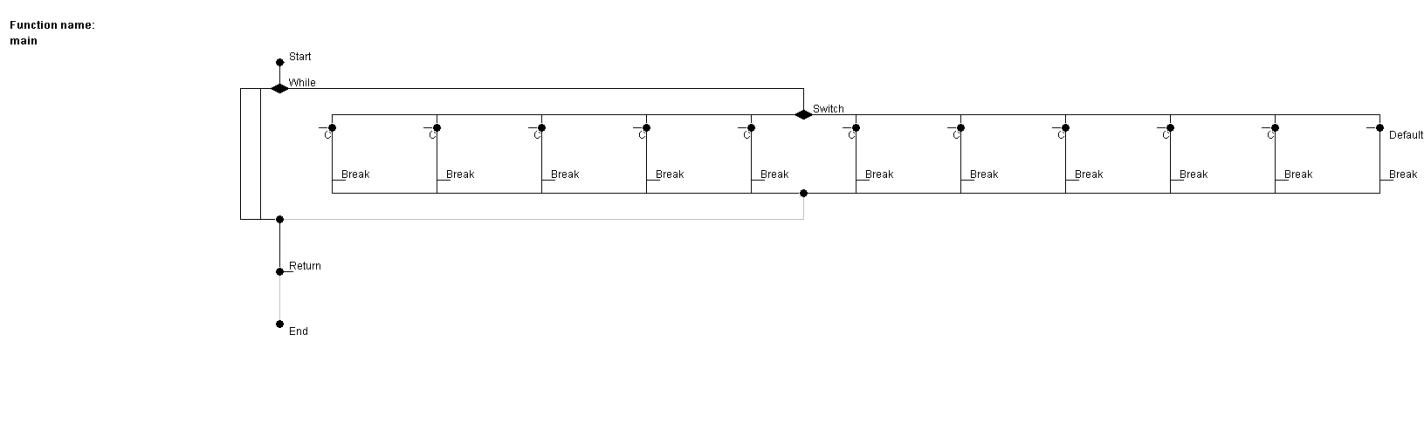 Function name:
main
Start
While
Switch
C C C C C C C C C C Default
Break Break Break Break Break Break Break Break Break Break Break
Return
End